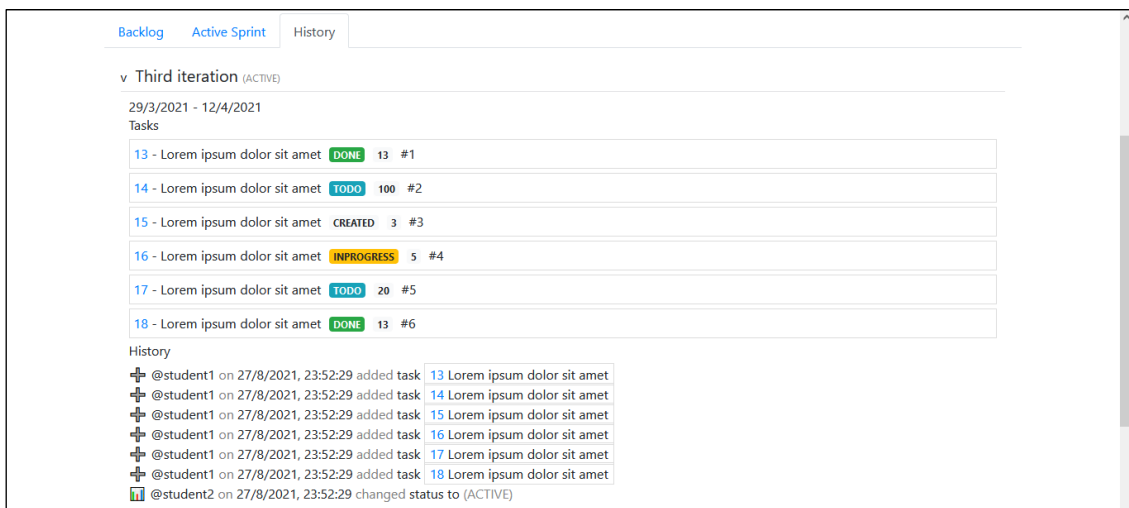 Backlog Active Sprint History
v Third iteration (ACTIVE)
29/3/2021 - 12/4/2021
Tasks
13 - Lorem ipsum dolor sit amet DONE 13 #1
14 - Lorem ipsum dolor sit amet TODO 100 #2
15 - Lorem ipsum dolor sit amet CREATED 3 #3
16 - Lorem ipsum dolor sit amet INPROGRESS 5 #4
17 - Lorem ipsum dolor sit amet TODO 20 #5
18 - Lorem ipsum dolor sit amet DONE 13 #6
History
@student1 on 27/8/2021, 23:52:29 added task 13 Lorem ipsum dolor sit amet
@student1 on 27/8/2021, 23:52:29 added task 14 Lorem ipsum dolor sit amet
@student1 on 27/8/2021, 23:52:29 added task 15 Lorem ipsum dolor sit amet
@student1 on 27/8/2021, 23:52:29 added task 16 Lorem ipsum dolor sit amet
@student1 on 27/8/2021, 23:52:29 added task 17 Lorem ipsum dolor sit amet
@student1 on 27/8/2021, 23:52:29 added task 18 Lorem ipsum dolor sit amet
@student2 on 27/8/2021, 23:52:29 changed status to (ACTIVE)